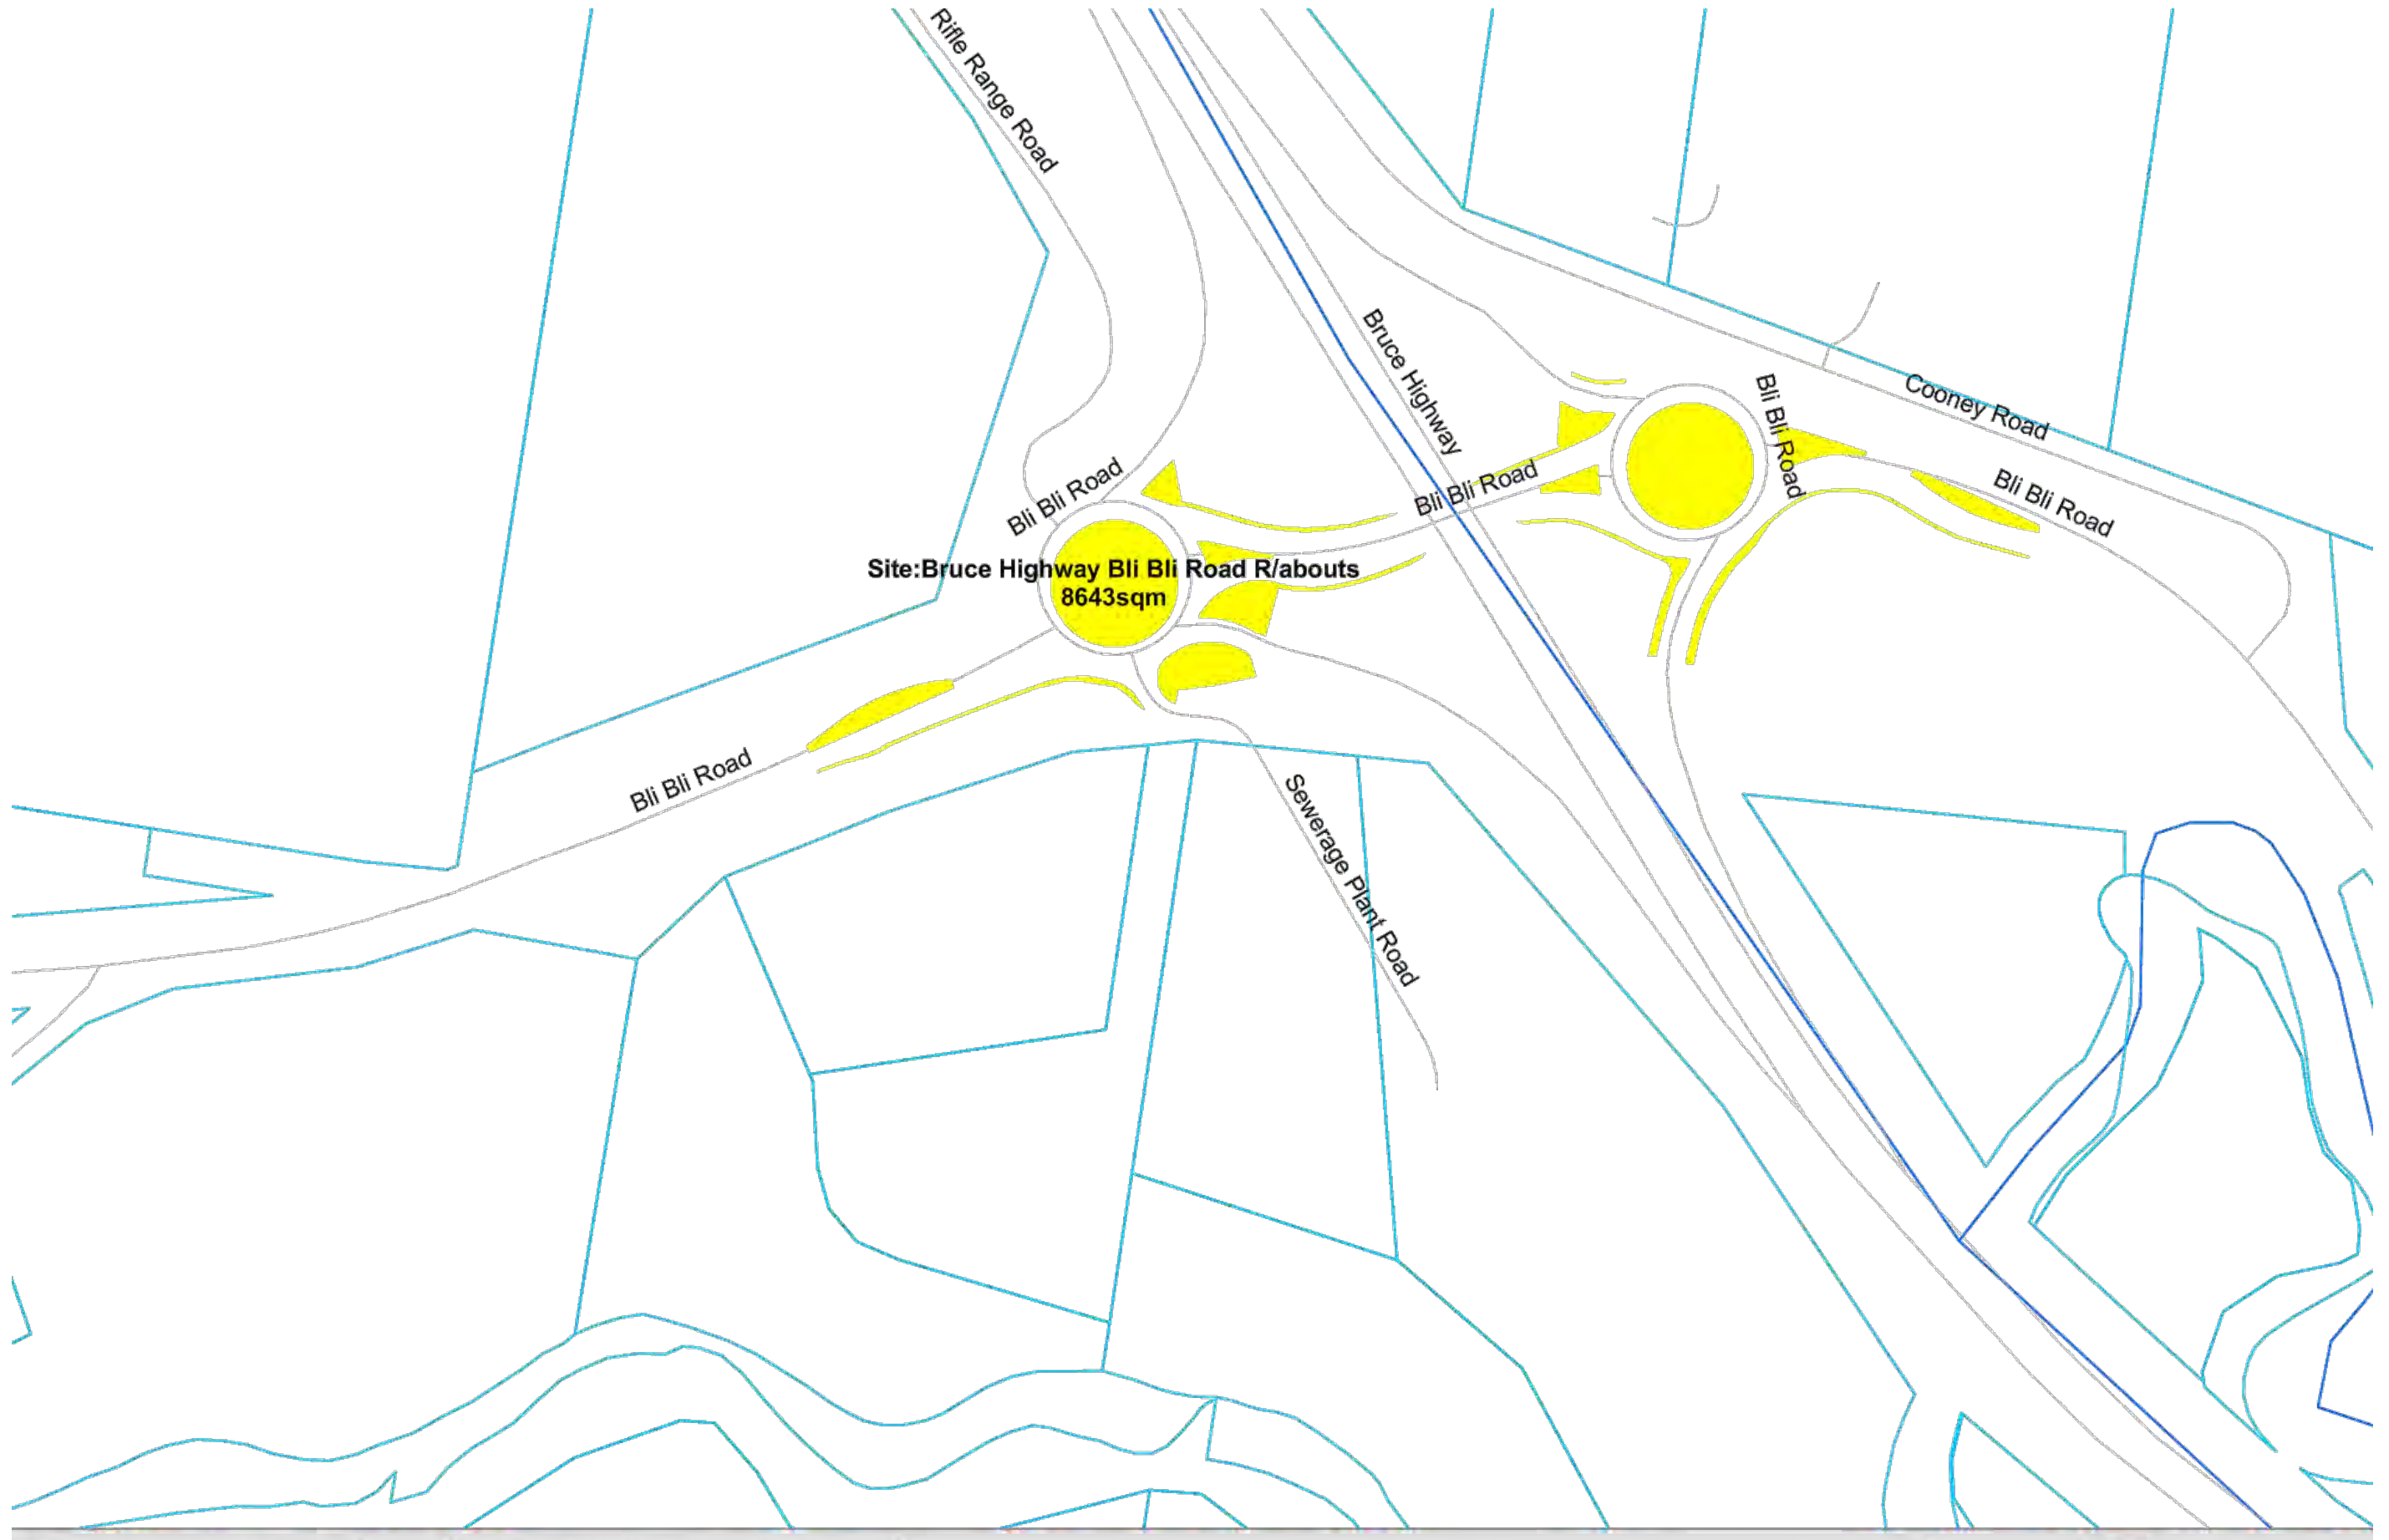 Rifle Range Road
Bruce Highway
Bli Bli Road
Cooney Road
Bli Bli Road
Bli Bli Road
Bli Bli Road
Site:Bruce Highway Bli Bli Road R/abouts
8643sqm
Bli Bli Road
Sewerage Plant Road